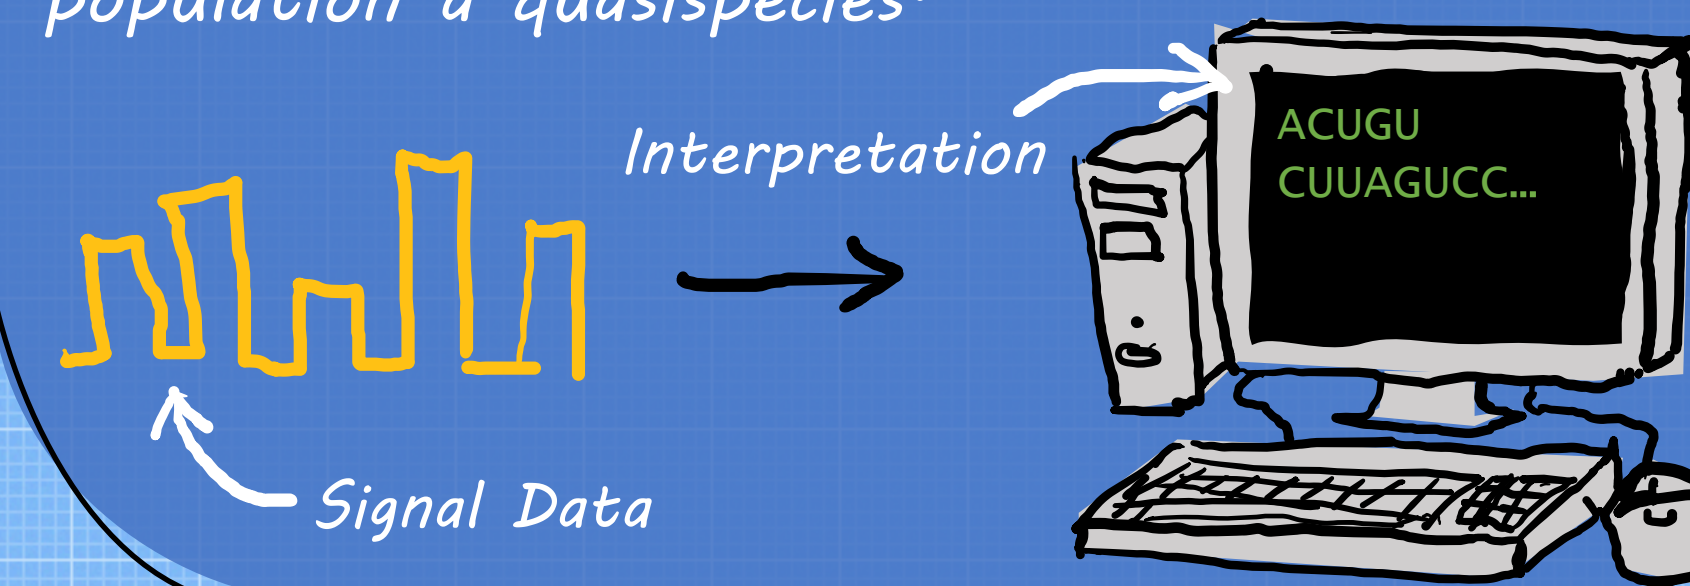 population a quasispecies
Interpretation
ACUGU
CUUAGUCC...
Signal Data